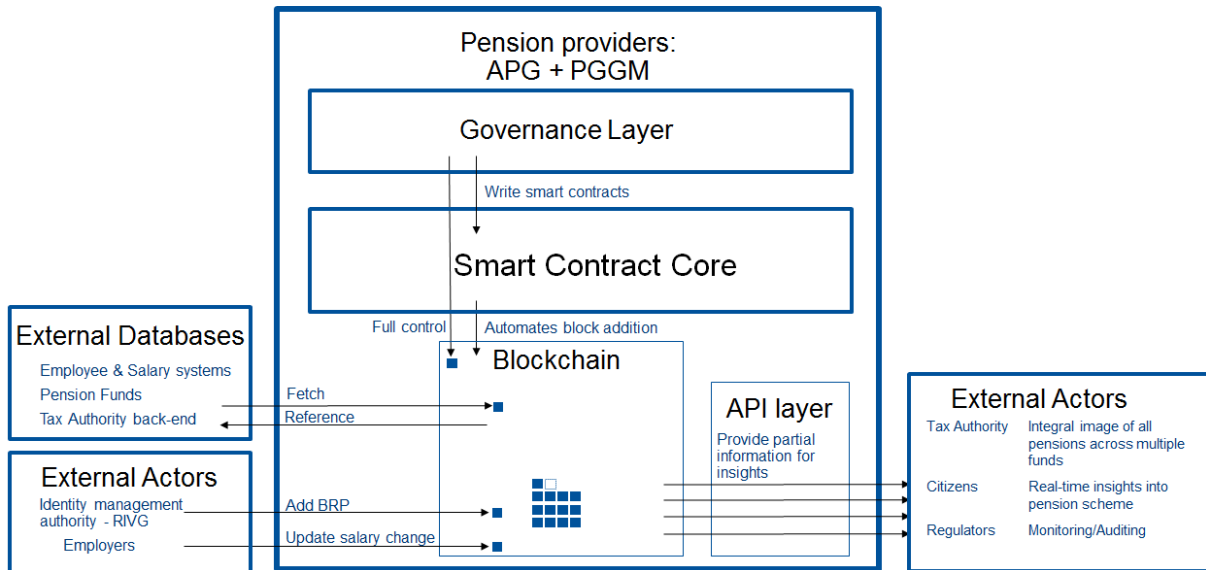 Pension providers:
APG + PGGM
Governance Layer
Write smart contracts
Smart Contract Core
Full control
Automates block addition
External Databases
Employee & Salary systems
Pension Funds
Tax Authority back-end
Fetch
Reference
External Actors
Identity management
authority - RIVG
Employers
Add BRP
Update salary change
Blockchain
API layer
Provide partial
information for
insights
External Actors
Tax Authority
Integral image of all
pensions across multiple
funds
Citizens
Real-time insights into
pension scheme
Regulators
Monitoring/Auditing